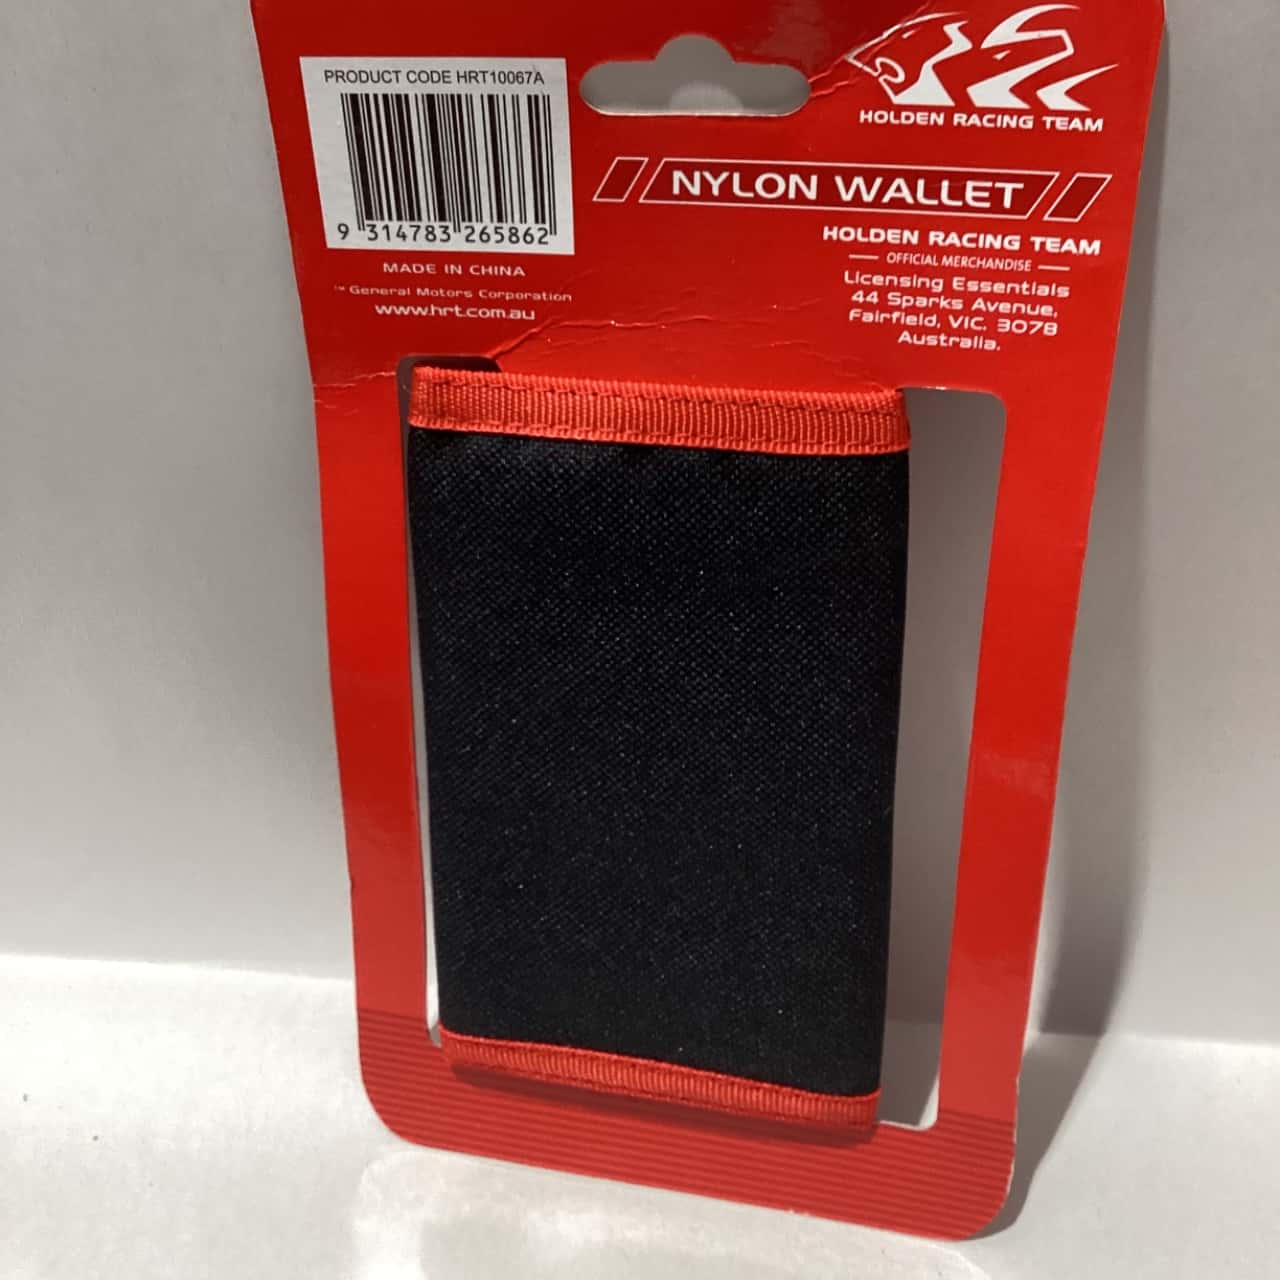 PRODUCT CODE HRT10067A
9 314783 265862
MADE IN CHINA
™ General Motors Corporation
www.hrt.com.au
HOLDEN RACING TEAM
NYLON WALLET
HOLDEN RACING TEAM
OFFICIAL MERCHANDISE
Licensing Essentials
44 Sparks Avenue,
Fairfield, VIC. 3078
Australia.